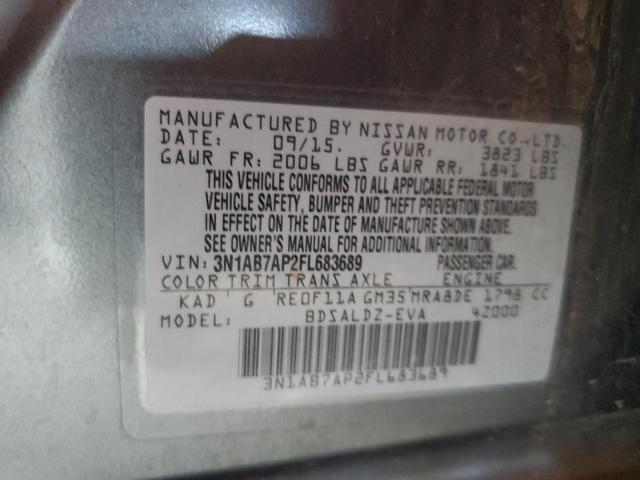 MANUFACTURED BY NISSAN MOTOR CO.,LTD.
DATE: 09/15. GVWR: 3823 LBS
GAWR FR: 2006 LBS GAWR RR: 1841 LBS
THIS VEHICLE CONFORMS TO ALL APPLICABLE FEDERAL MOTOR
VEHICLE SAFETY, BUMPER AND THEFT PREVENTION STANDARDS
IN EFFECT ON THE DATE OF MANUFACTURE SHOWN ABOVE.
SEE OWNER'S MANUAL FOR ADDITIONAL INFORMATION.
VIN: 3N1AB7AP2FL683689 PASSENGER CAR.
COLOR TRIM TRANS AXLE ENGINE
KAD G RE0F11A GM35 MRA8DE 1798 CC
MODEL: BDSALDZ-EVA 42000
3N1AB7AP2FL683689